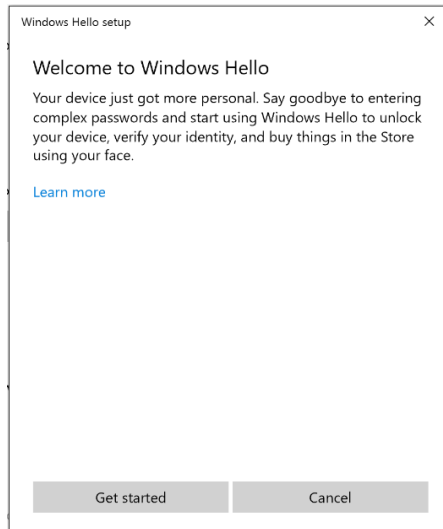 Windows Hello setup
Welcome to Windows Hello
Your device just got more personal. Say goodbye to entering
complex passwords and start using Windows Hello to unlock
your device, verify your identity, and buy things in the Store
using your face.
Learn more
Get started
Cancel